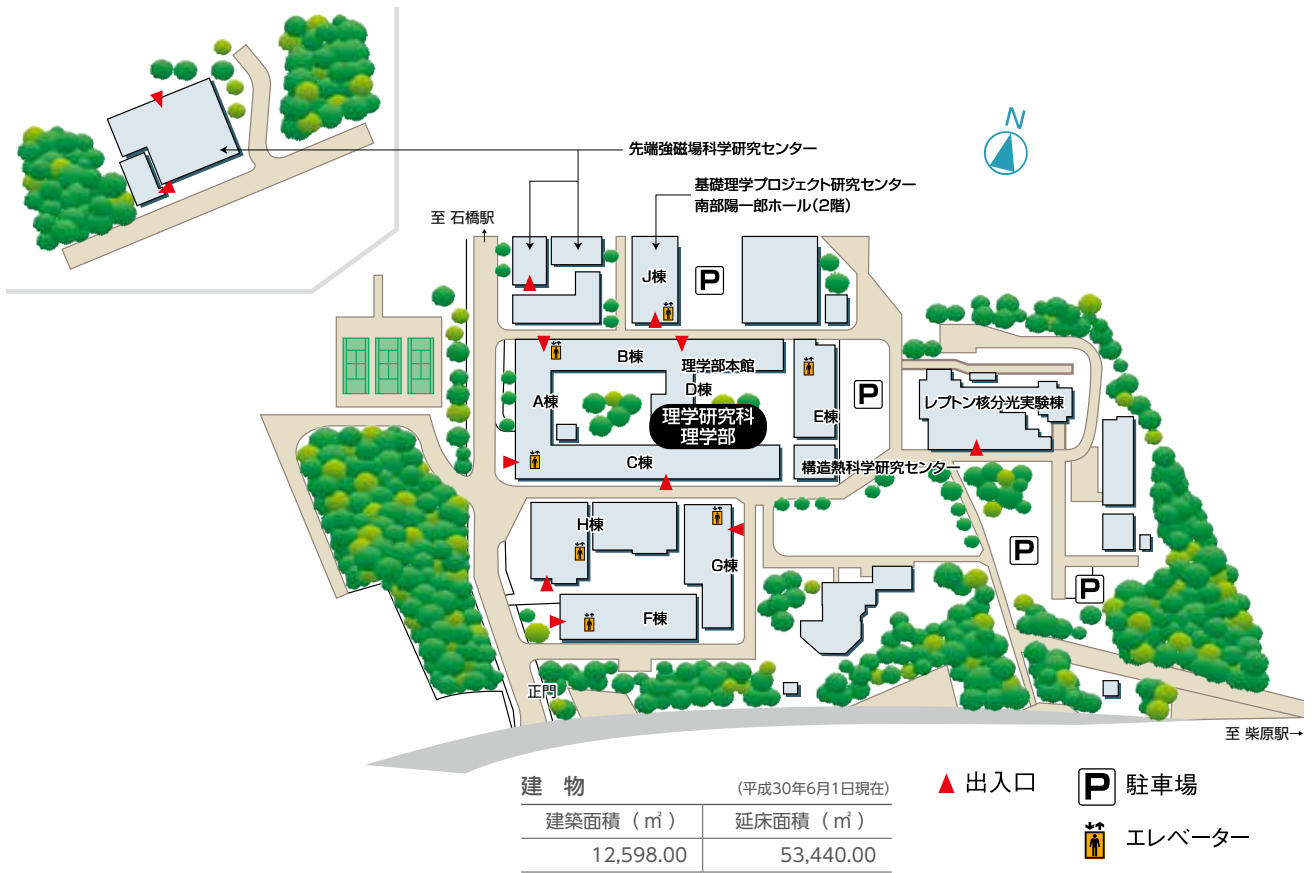 N
先端強磁場科学研究センター
基礎理学プロジェクト研究センター
南部陽一郎ホール(2階)
至 石橋駅
J棟
P
B棟
理学部本館
D棟
A棟
E棟
P
レプトン核分光実験棟
理学研究科
理学部
C棟
構造熱科学研究センター
H棟
G棟
P
P
F棟
正門
至 柴原駅→
建 物
(平成30年6月1日現在)
建築面積(㎡) 延床面積(㎡)
12,598.00 53,440.00
出入口
P 駐車場
エレベーター